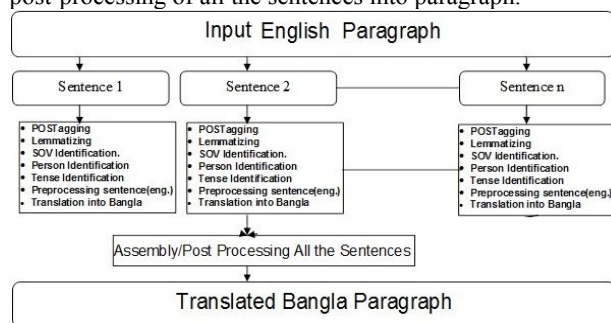 post-processing of all the sentences into paragraph.
Input English Paragraph
Sentence 1
Sentence 2
Sentence n
• POSTagging
• Lemmatizing
• SOV Identification.
• Person Identification
• Tense Identification
• Preprocessing sentence(eng.)
• Translation into Bangla
• POSTagging
• Lemmatizing
• SOV Identification.
• Person Identification
• Tense Identification
• Preprocessing sentence(eng.)
• Translation into Bangla
• POSTagging
• Lemmatizing
• SOV Identification.
• Person Identification
• Tense Identification
• Preprocessing sentence(eng.)
• Translation into Bangla
Assembly/Post Processing All the Sentences
Translated Bangla Paragraph